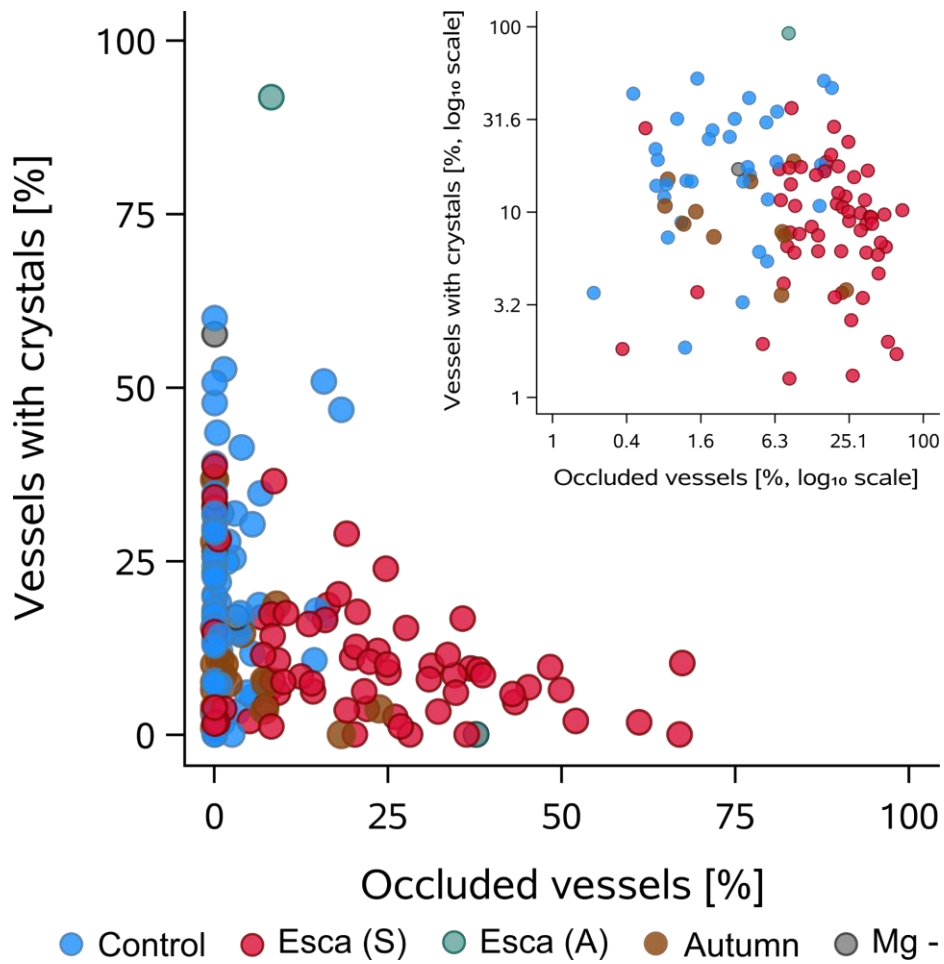 100
75
50
25
0
Vessels with crystals [%]
0 25 50 75 100
Occluded vessels [%]
100
31.6
10
3.2
1
Vessels with crystals [%, log₁₀ scale]
1 0.4 1.6 6.3 25.1 100
Occluded vessels [%, log₁₀ scale]
Control Esca (S) Esca (A) Autumn Mg -